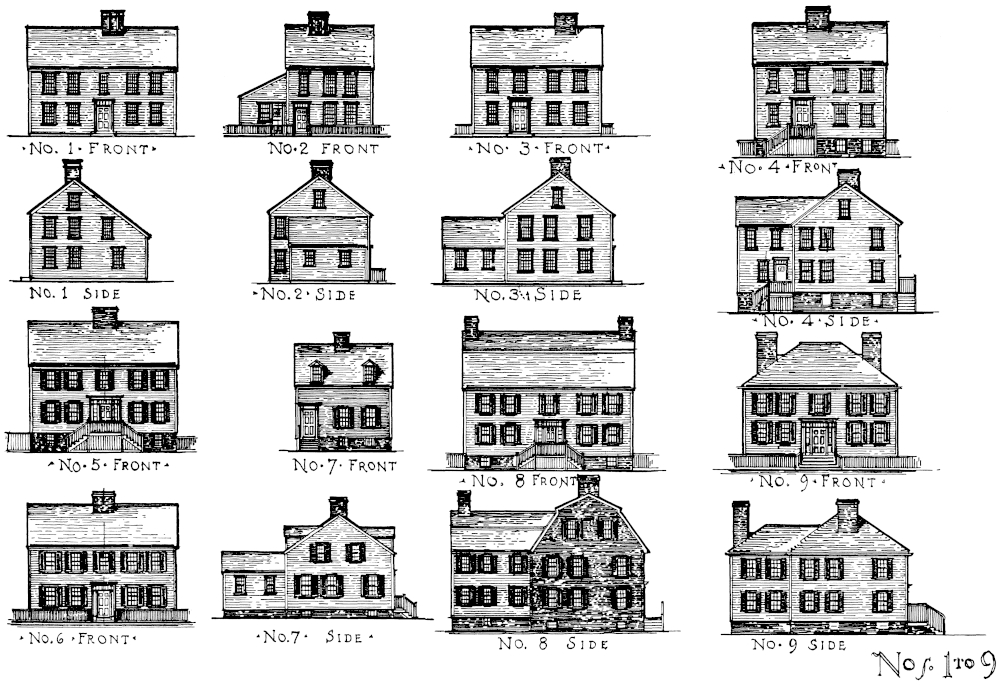 ·No. 1· Front·
No·2 Front
·No· 3·Front·
·No. 4·Front
No. 1 Side
·No·2·Side
No. 3· Side
·No. 4·Side·
·No·5·Front·
No·7·Front
·No. 8 Front
·No. 9·Front·
·No. 6·Front·
·No. 7· Side·
No. 8 Side
No· 9 Side
Nos. 1 to 9